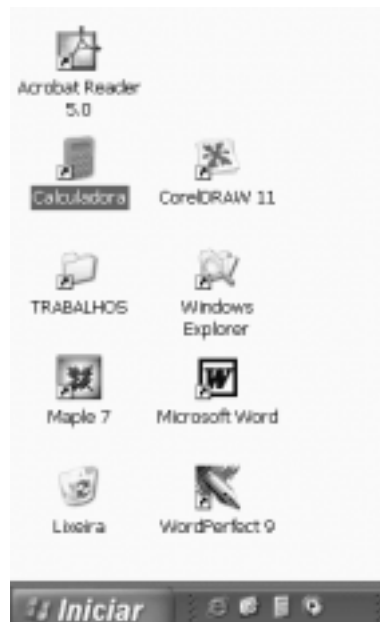 Acrobat Reader
5.0
Calculadora
CorelDRAW 11
TRABALHOS
Windows
Explorer
Maple 7
Microsoft Word
Lixeira
WordPerfect 9
Iniciar